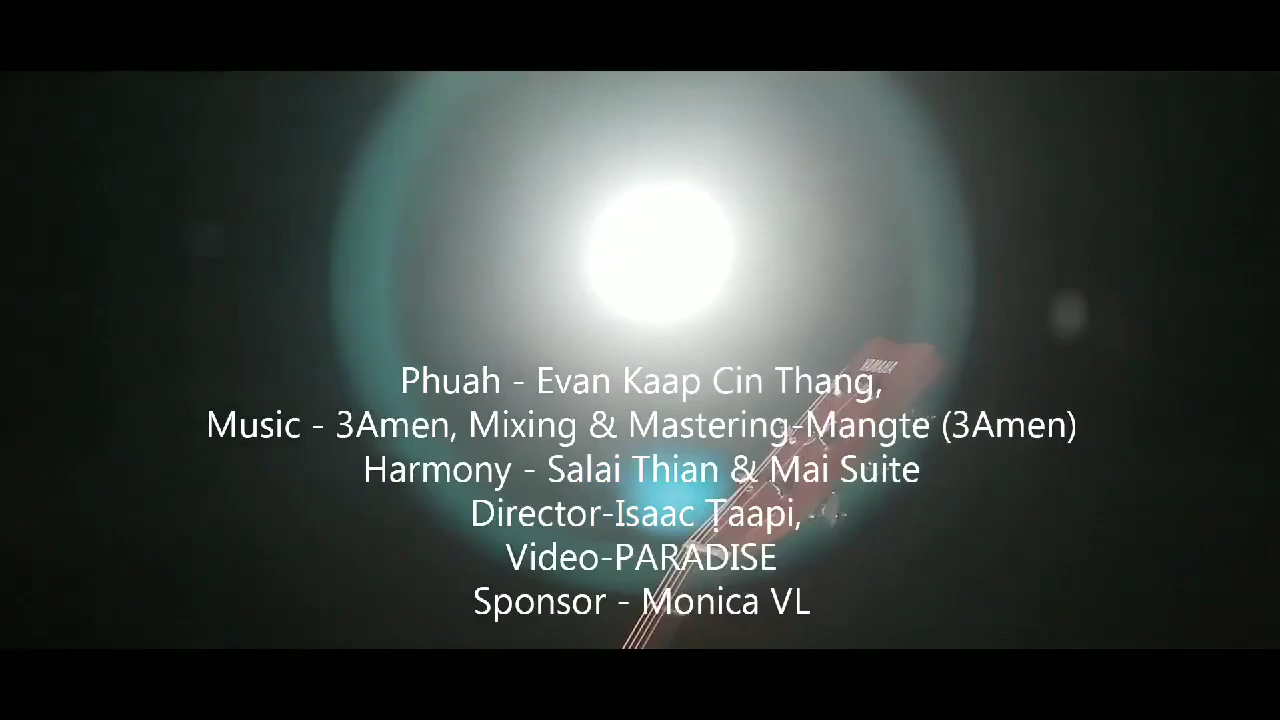 YAMAHA
Phuah - Evan Kaap Cin Thang,
Music - 3Amen, Mixing & Mastering-Mangte (3Amen)
Harmony - Salai Thian & Mai Suite
Director-Isaac Ṭaapi,
Video-PARADISE
Sponsor - Monica VL